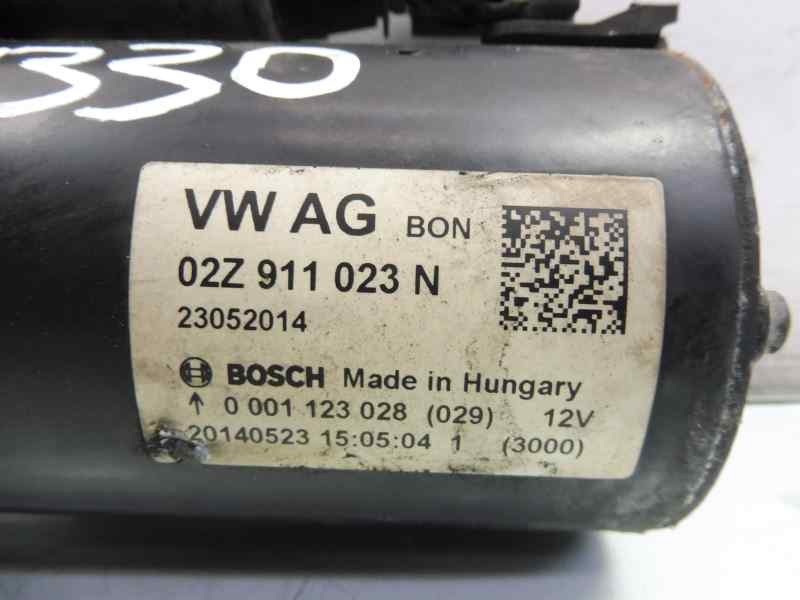 330
VW AG BON
02Z 911 023 N
23052014
BOSCH Made in Hungary
↑ 0 001 123 028 (029) 12V
20140523 15:05:04 1 (3000)